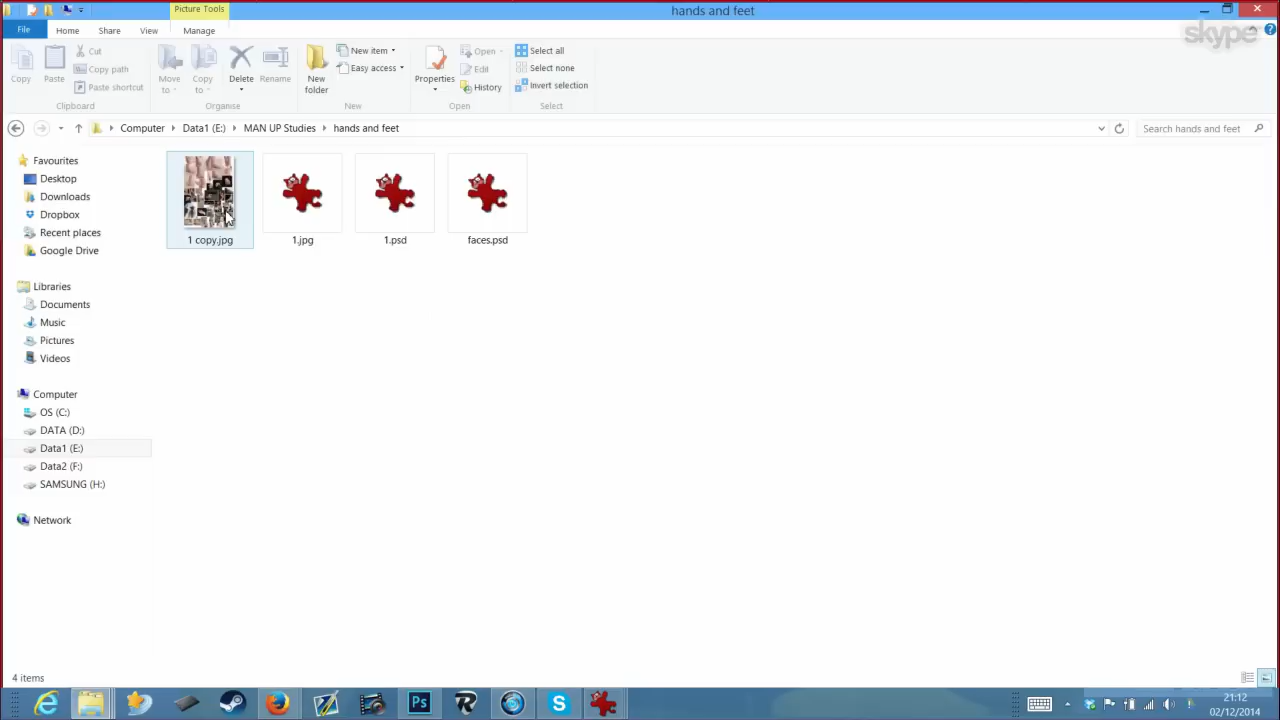 Picture Tools
hands and feet
File Home Share View Manage
skype
Copy
Paste
Cut
Copy path
Paste shortcut
Clipboard
Move to
Copy to
Delete
Rename
Organise
New folder
New item
Easy access
New
Properties
Open
Edit
History
Open
Select all
Select none
Invert selection
Select
Computer Data1 (E:) MAN UP Studies hands and feet
Search hands and feet
Favourites
Desktop
Downloads
Dropbox
Recent places
Google Drive
Libraries
Documents
Music
Pictures
Videos
Computer
OS (C:)
DATA (D:)
Data1 (E:)
Data2 (F:)
SAMSUNG (H:)
Network
1 copy.jpg
1.jpg
1.psd
faces.psd
4 items
Ps
21:12
02/12/2014